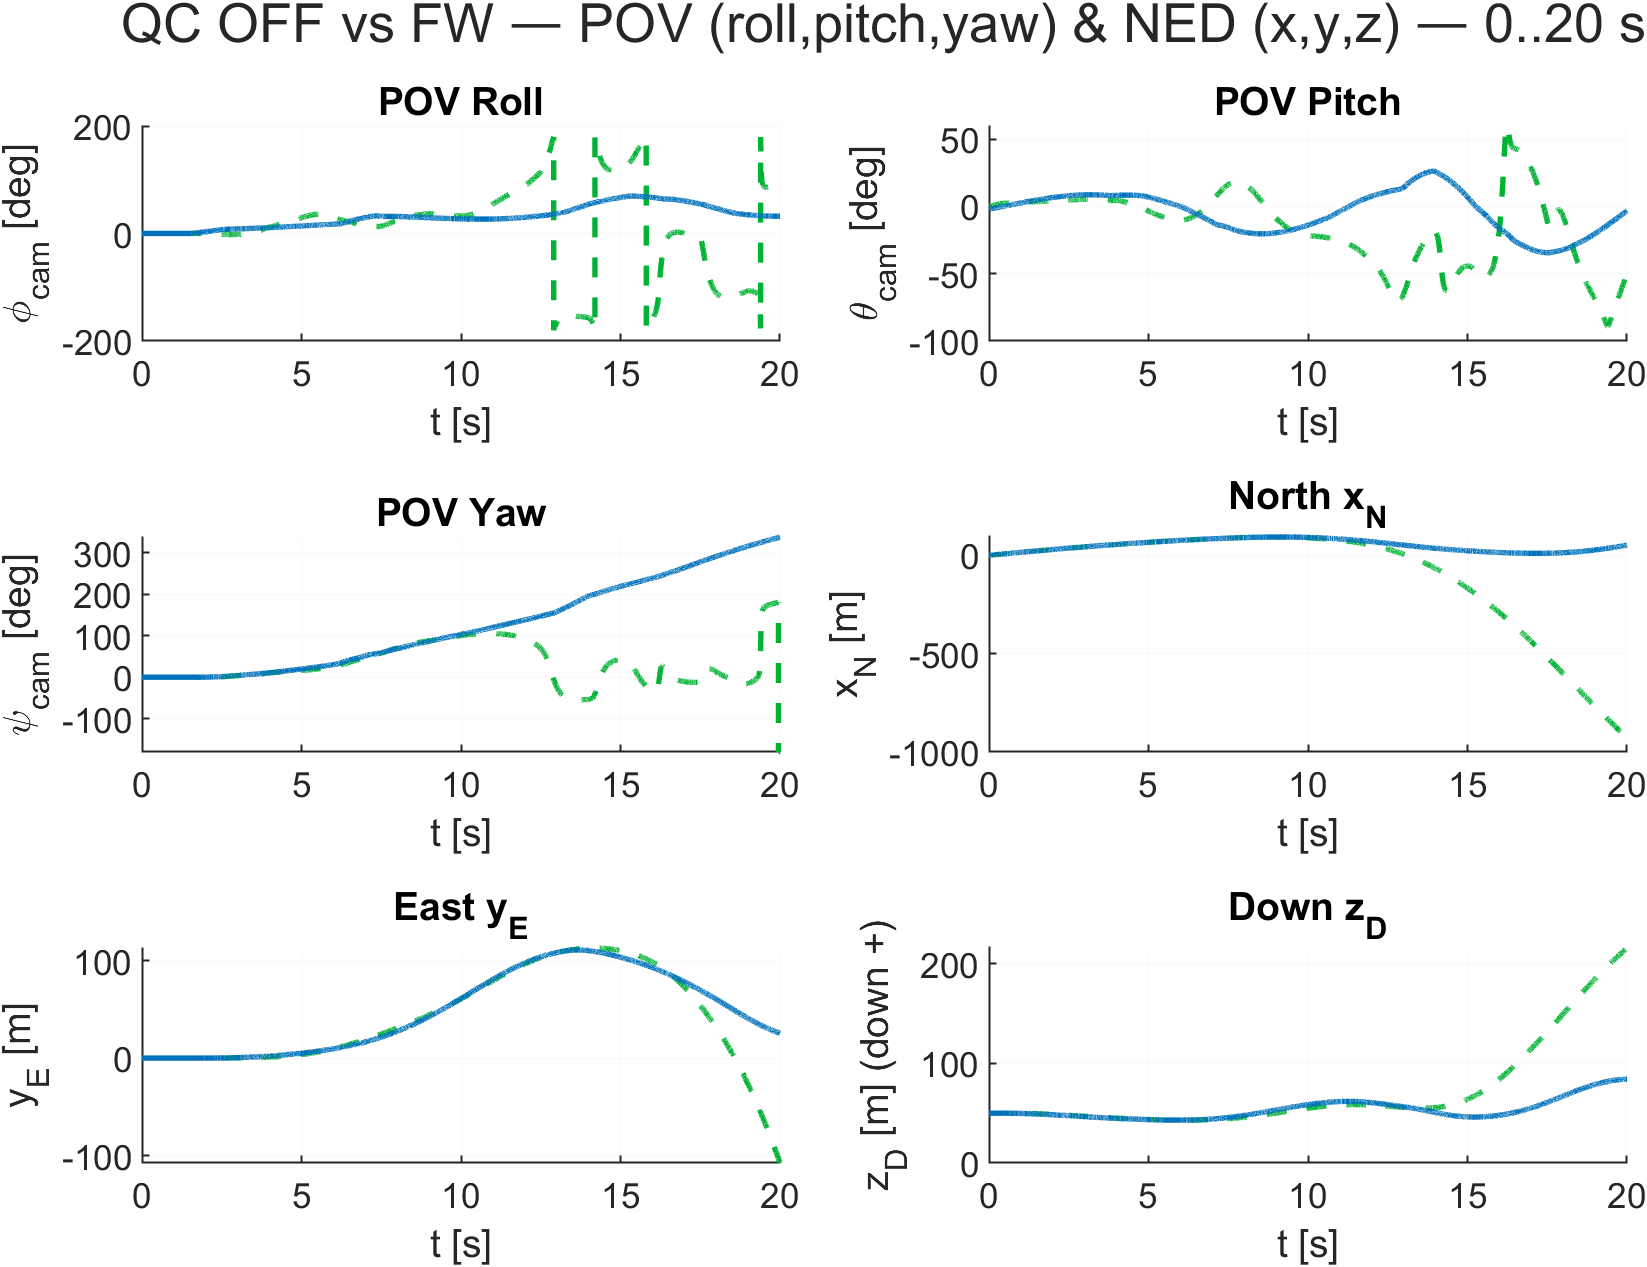 QC OFF vs FW — POV (roll,pitch,yaw) & NED (x,y,z) — 0..20 s
POV Roll
ϕcam [deg]
200
0
-200
0 5 10 15 20
t [s]
POV Pitch
θcam [deg]
50
0
-50
-100
0 5 10 15 20
t [s]
POV Yaw
ψcam [deg]
300
200
100
0
-100
0 5 10 15 20
t [s]
North xN
xN [m]
0
-500
-1000
0 5 10 15 20
t [s]
East yE
yE [m]
100
0
-100
0 5 10 15 20
t [s]
Down zD
zD [m] (down +)
200
100
0
0 5 10 15 20
t [s]